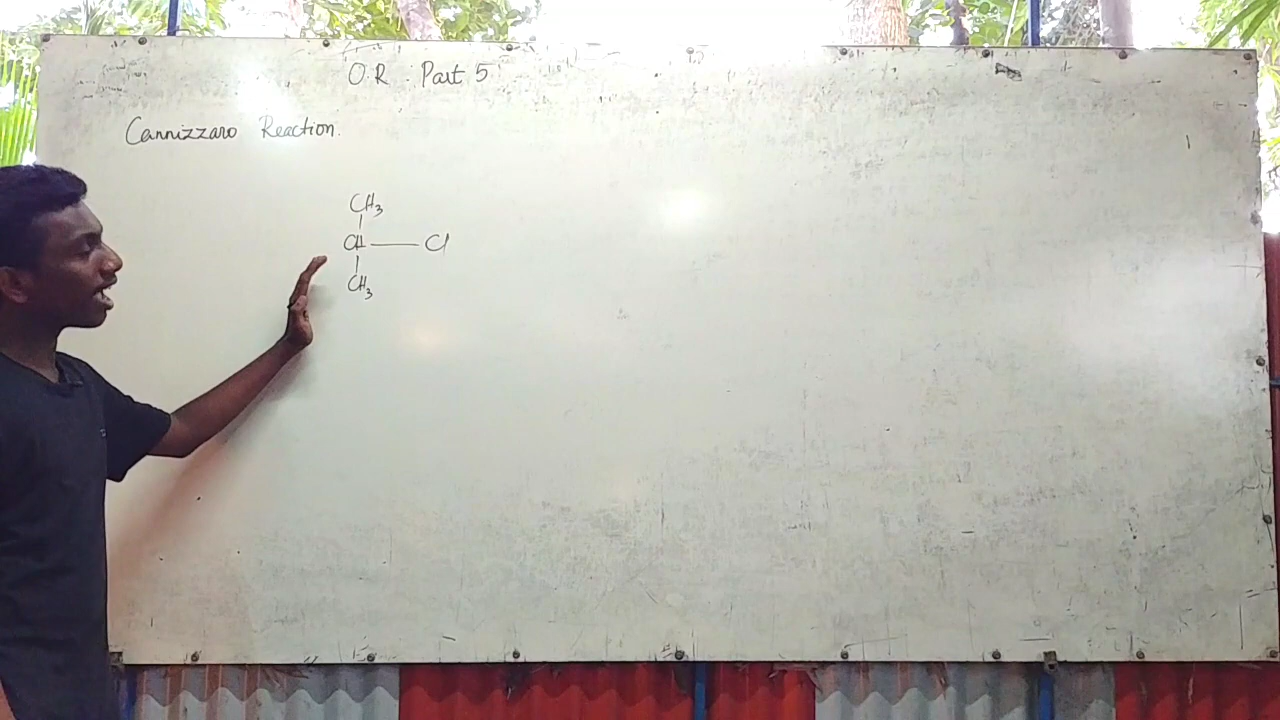 O.R. Part 5
Cannizzaro Reaction.
CH3
CH — Cl
CH3